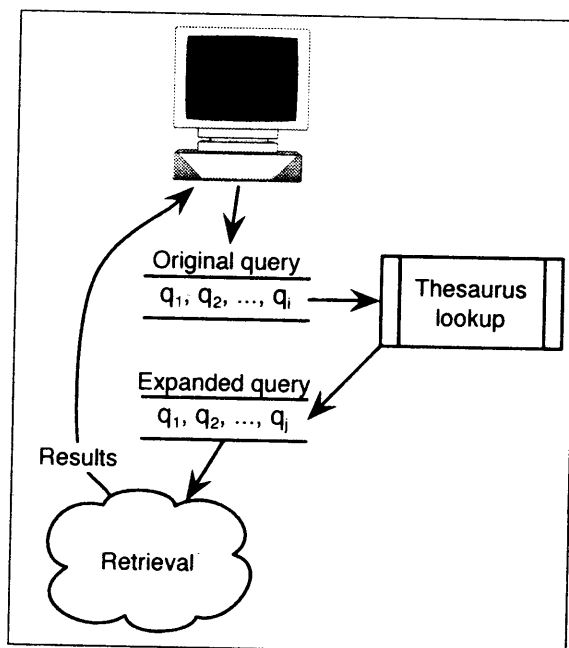 Original query
q₁, q₂, ..., qᵢ
Thesaurus
lookup
Expanded query
q₁, q₂, ..., qⱼ
Results
Retrieval